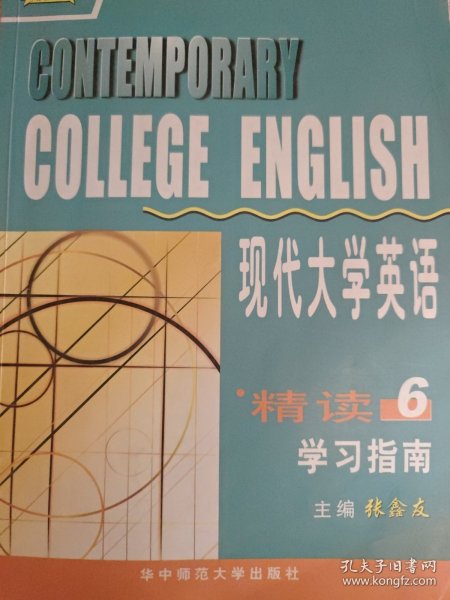 CONTEMPORARY
COLLEGE ENGLISH
现代大学英语
精读 6
学习指南
主编 张鑫友
华中师范大学出版社
孔夫子旧书网
www.kongfz.com